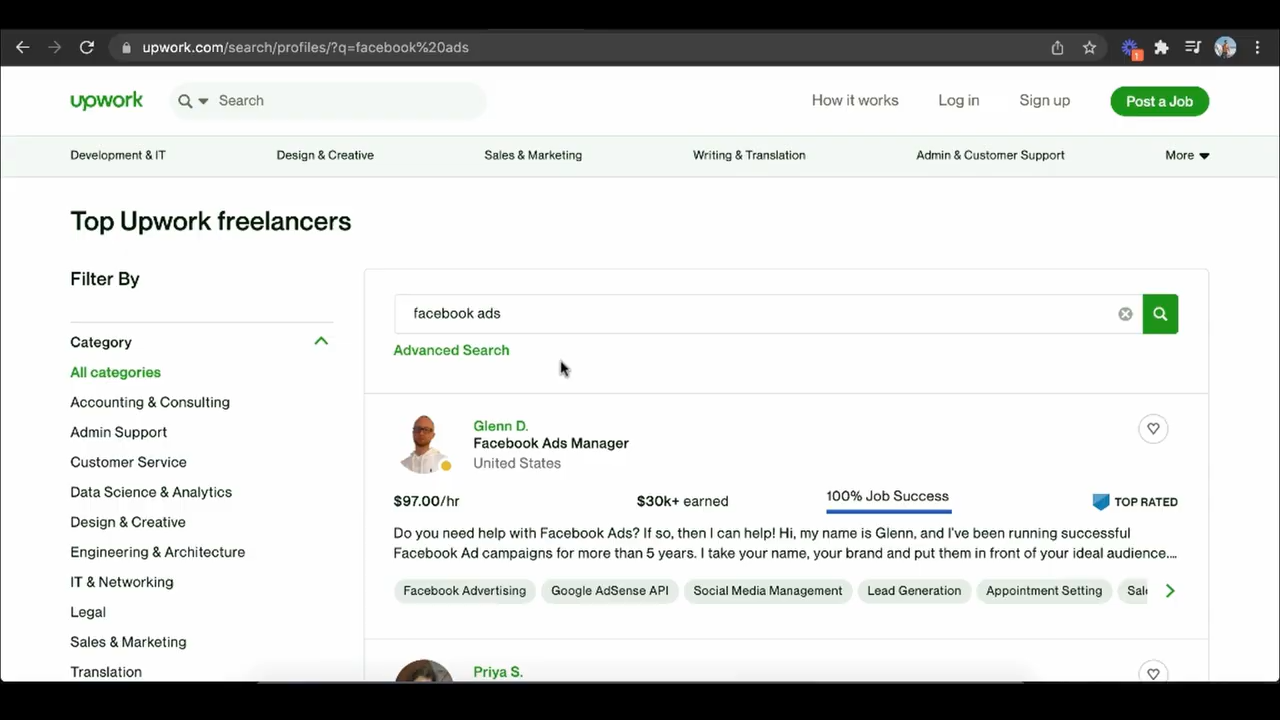 upwork.com/search/profiles/?q=facebook%20ads
1
upwork
Search
How it works
Log in
Sign up
Post a Job
Development & IT
Design & Creative
Sales & Marketing
Writing & Translation
Admin & Customer Support
More
Top Upwork freelancers
Filter By
Category
All categories
Accounting & Consulting
Admin Support
Customer Service
Data Science & Analytics
Design & Creative
Engineering & Architecture
IT & Networking
Legal
Sales & Marketing
Translation
facebook ads
Advanced Search
Glenn D.
Facebook Ads Manager
United States
$97.00/hr
$30k+ earned
100% Job Success
TOP RATED
Do you need help with Facebook Ads? If so, then I can help! Hi, my name is Glenn, and I've been running successful
Facebook Ad campaigns for more than 5 years. I take your name, your brand and put them in front of your ideal audience....
Facebook Advertising
Google AdSense API
Social Media Management
Lead Generation
Appointment Setting
Priya S.